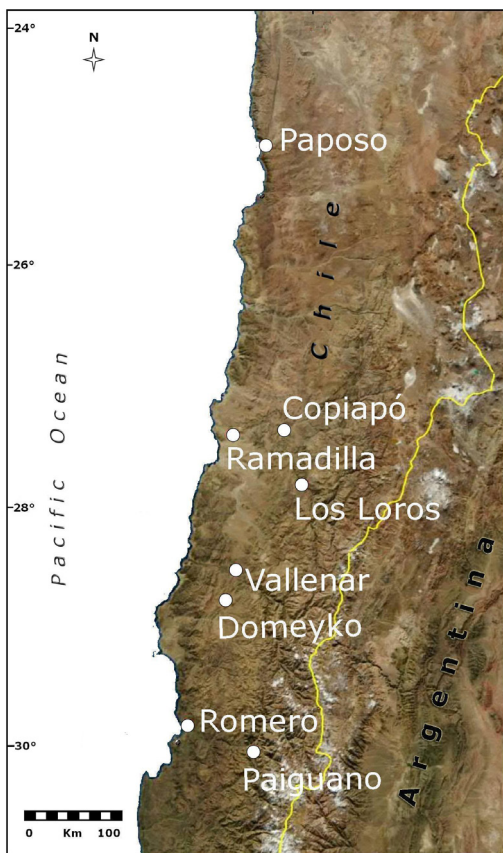 24°
N
Paposo
Chile
26°
Copiapó
Ramadilla
Los Loros
Pacific Ocean
28°
Vallenar
Domeyko
Argentina
Romero
30°
Paiguano
0 Km 100